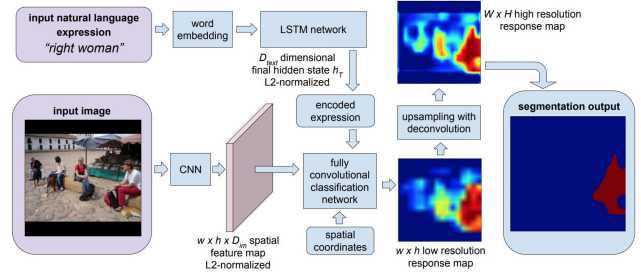 input natural language
expression
"right woman"
word
embedding
LSTM network
D_text dimensional
final hidden state h_T
L2-normalized
encoded
expression
input image
CNN
w x h x D_im spatial
feature map
L2-normalized
fully
convolutional
classification
network
spatial
coordinates
W x H high resolution
response map
upsampling with
deconvolution
w x h low resolution
response map
segmentation output